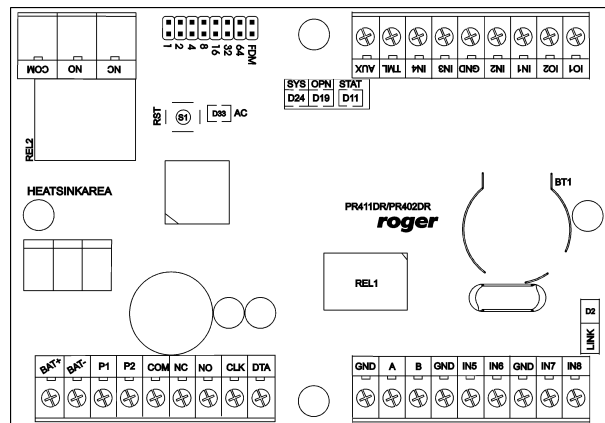 1 2 4 8 16 32 64 FDM
COM NO NC
AUX TML IN4 IN3 GND IN2 IN1 IO2 IO1
SYS OPN STAT
D24 D19 D11
RST S1 D33 AC
REL2
HEATSINKAREA
BT1
PR411DR/PR402DR
roger
REL1
D2
LINK
BAT+ BAT- P1 P2 COM NC NO CLK DTA
GND A B GND IN5 IN6 GND IN7 IN8